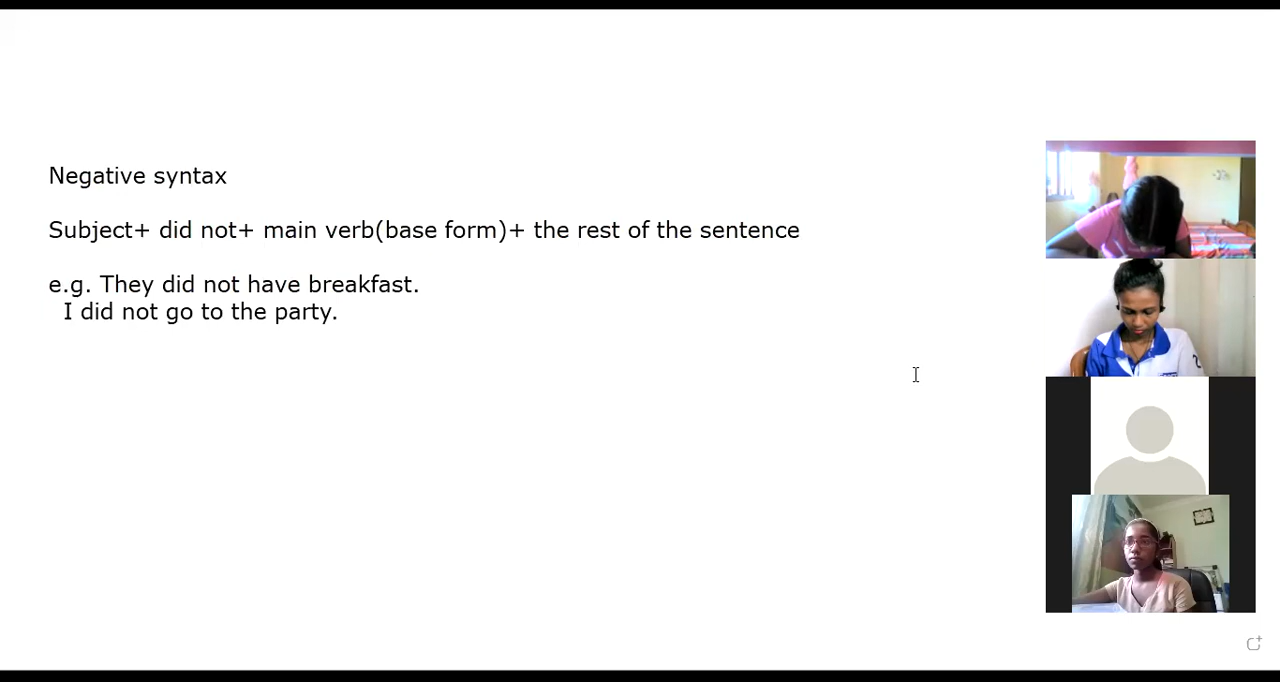 Negative syntax
Subject+ did not+ main verb(base form)+ the rest of the sentence
e.g. They did not have breakfast.
I did not go to the party.